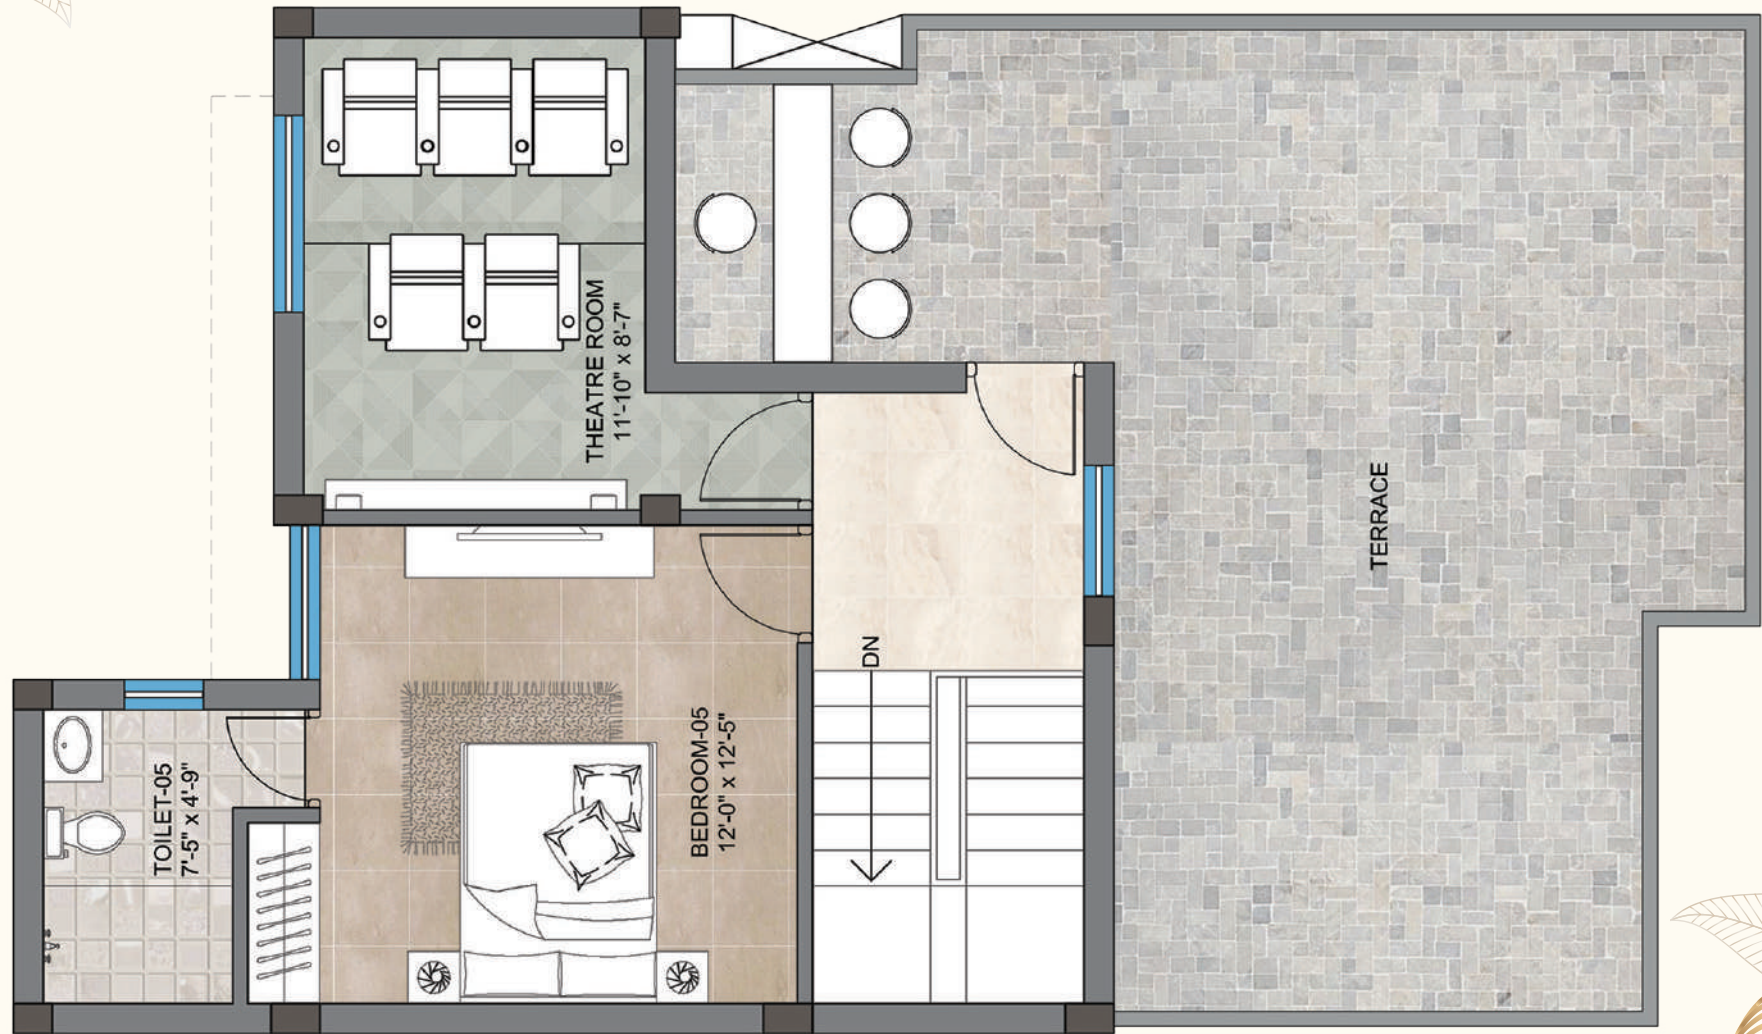 THEATRE ROOM
11'-10" x 8'-7"
TERRACE
DN
BEDROOM-05
12'-0" x 12'-5"
TOILET-05
7'-5" x 4'-9"